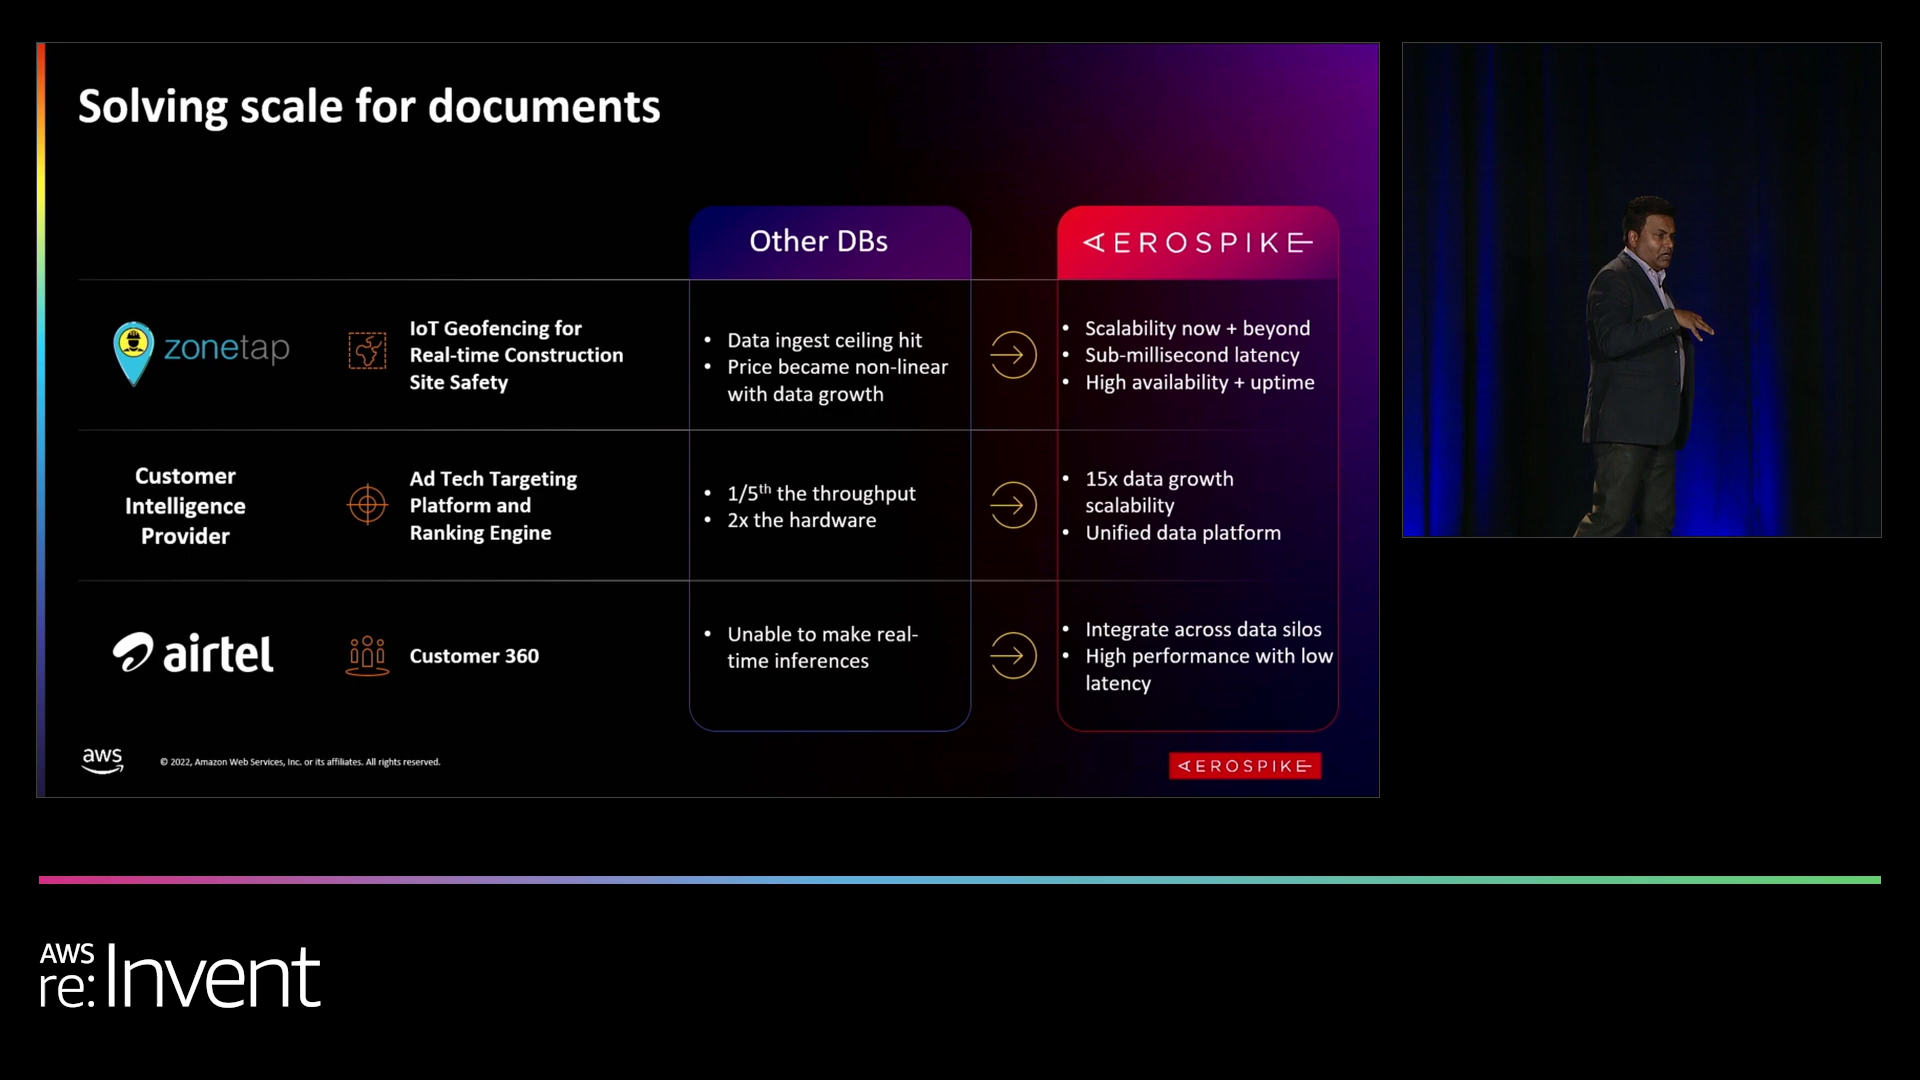 Solving scale for documents
Other DBs
AEROSPIKE
zonetap
IoT Geofencing for
Real-time Construction
Site Safety
• Data ingest ceiling hit
• Price became non-linear
with data growth
• Scalability now + beyond
• Sub-millisecond latency
• High availability + uptime
Customer
Intelligence
Provider
Ad Tech Targeting
Platform and
Ranking Engine
• 1/5th the throughput
• 2x the hardware
• 15x data growth
scalability
• Unified data platform
airtel
Customer 360
• Unable to make real-
time inferences
• Integrate across data silos
• High performance with low
latency
aws
© 2022, Amazon Web Services, Inc. or its affiliates. All rights reserved.
AEROSPIKE
AWS
re:Invent